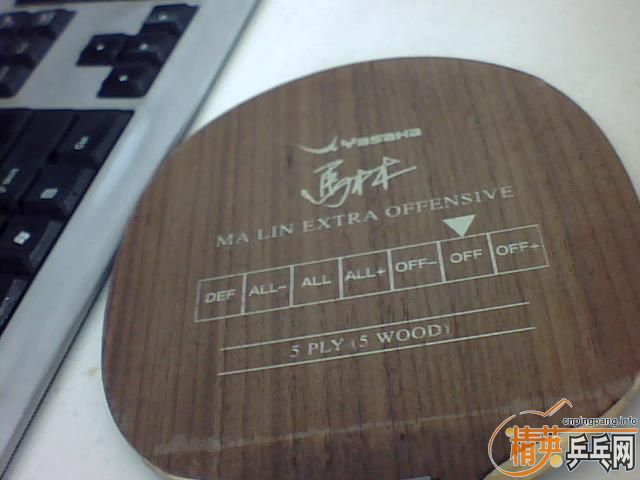 Yasaka
馬林
MA LIN EXTRA OFFENSIVE
DEF ALL- ALL ALL+ OFF- OFF OFF+
5 PLY (5 WOOD)
cnpingpang.info
精英乒乓网